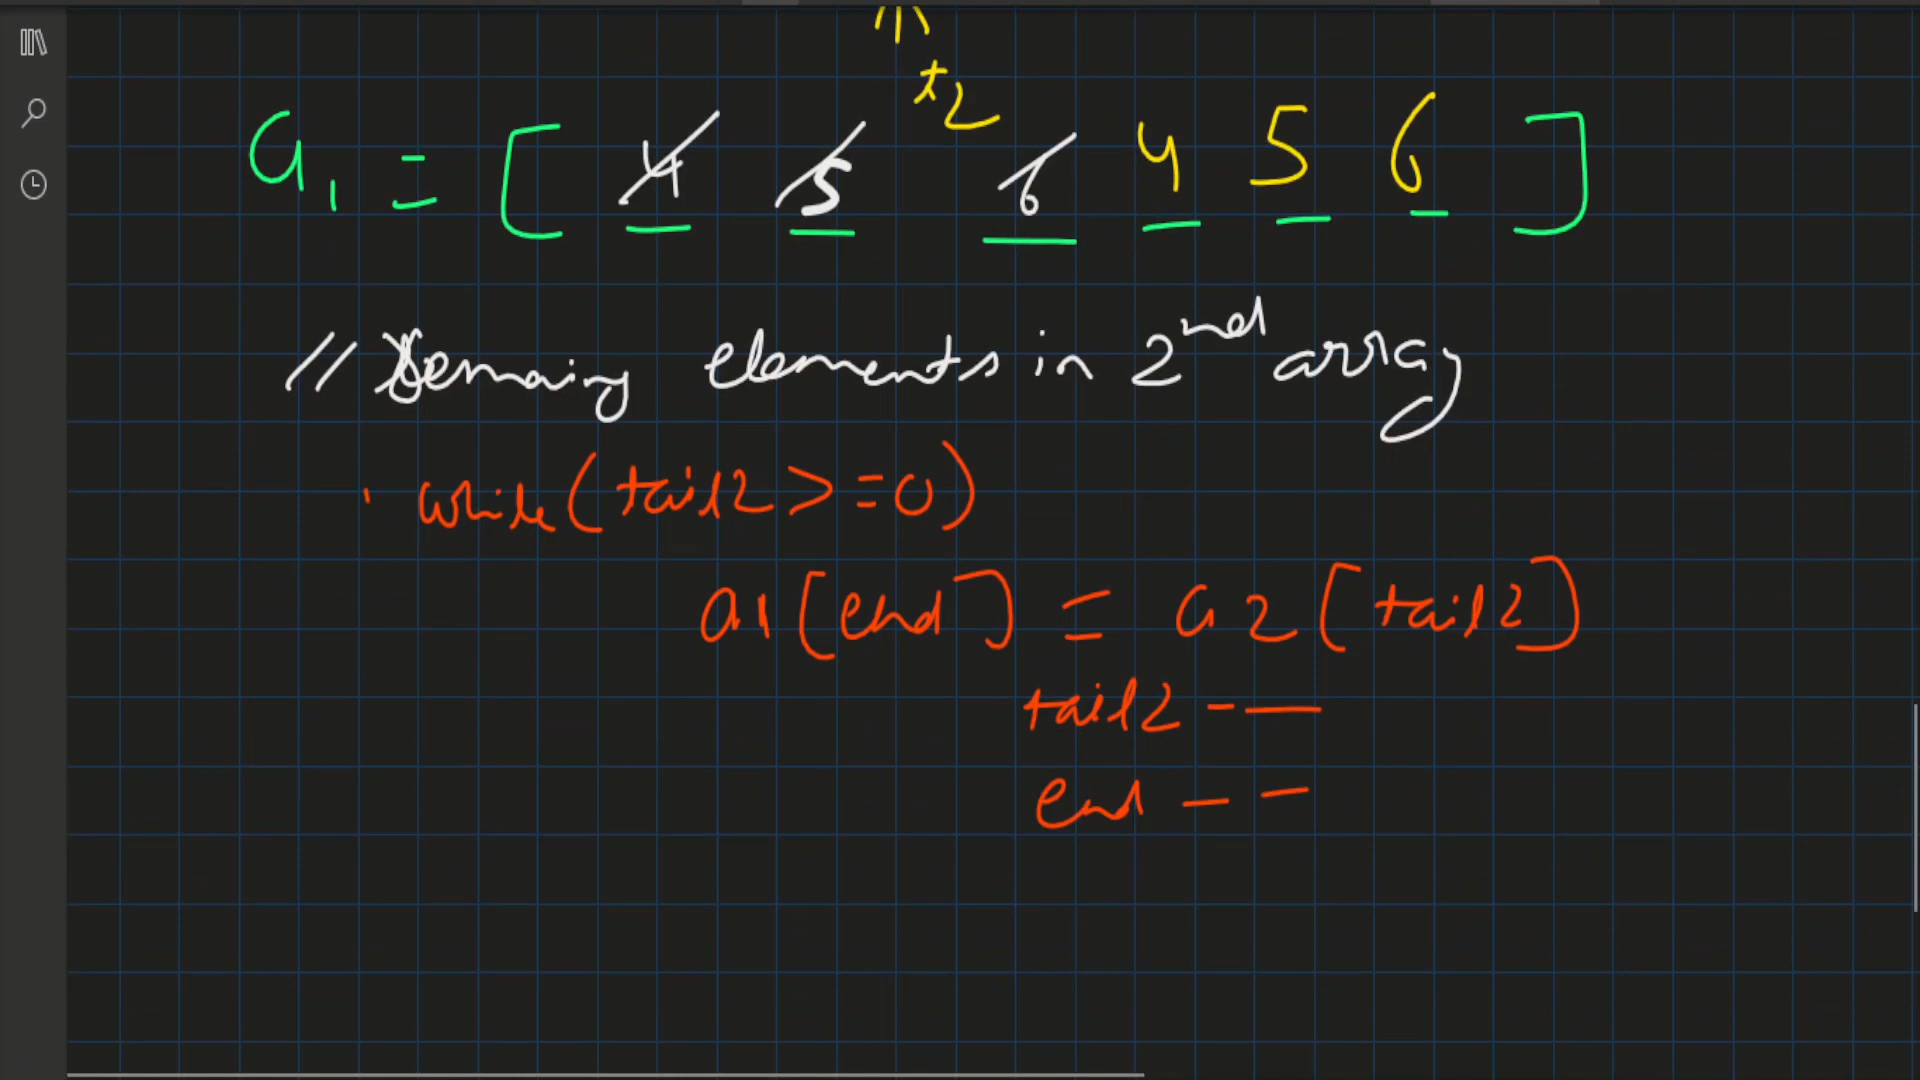 t2
a1 = [ 4 5 6 4 5 6 ]
// Remaing elements in 2nd array
while(tail2 >= 0)
a1[end] = a2[tail2]
tail2 --
end --